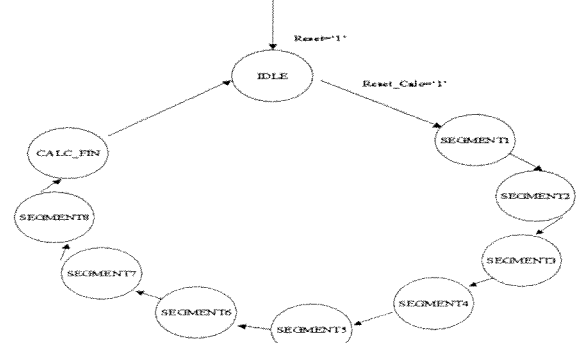 Reset='1'
IDLE
Reset_Calc='1'
SEGMENT1
CALC_FIN
SEGMENT2
SEGMENT8
SEGMENT3
SEGMENT7
SEGMENT4
SEGMENT6
SEGMENT5